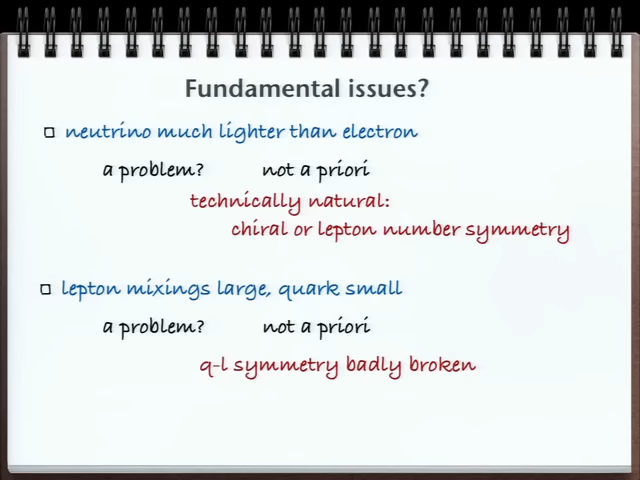 Fundamental issues?
neutrino much lighter than electron
a problem? not a priori
technically natural:
chiral or lepton number symmetry
lepton mixings large, quark small
a problem? not a priori
q-l symmetry badly broken